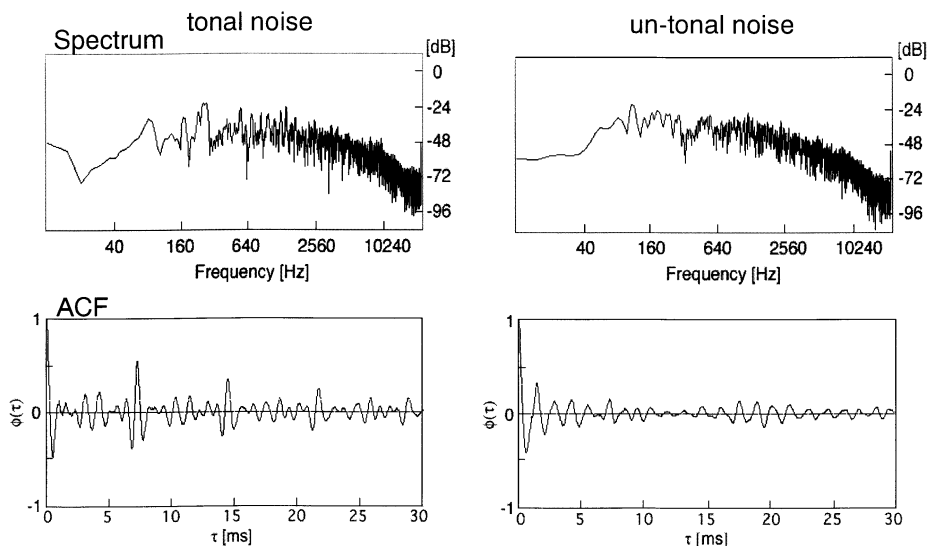 tonal noise
un-tonal noise
Spectrum
[dB]
[dB]
0
-24
-48
-72
-96
0
-24
-48
-72
-96
40 160 640 2560 10240
Frequency [Hz]
40 160 640 2560 10240
Frequency [Hz]
ACF
1
0
-1
φ(τ)
0 5 10 15 20 25 30
τ [ms]
1
0
-1
φ(τ)
0 5 10 15 20 25 30
τ [ms]